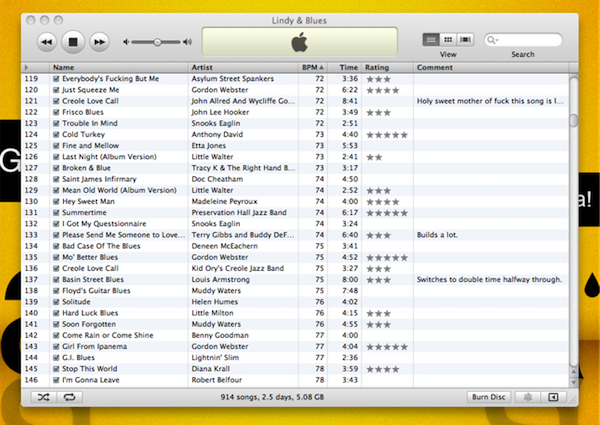 Lindy & Blues
View
Search
Name Artist BPM Time Rating Comment
119 Everybody's Fucking But Me Asylum Street Spankers 72 3:36 ★★★
120 Just Squeeze Me Gordon Webster 72 6:22 ★★★★
121 Creole Love Call John Allred And Wycliffe Go... 72 8:41 Holy sweet mother of fuck this song is l...
122 Frisco Blues John Lee Hooker 72 3:49 ★★★
123 Trouble In Mind Snooks Eaglin 72 2:51
124 Cold Turkey Anthony David 73 4:40 ★★★★★
125 Fine and Mellow Etta Jones 73 5:53
126 Last Night (Album Version) Little Walter 73 2:41 ★★
127 Broken & Blue Tracy K & The Right Hand B... 73 3:17
128 Saint James Infirmary Doc Cheatham 74 4:50
129 Mean Old World (Album Version) Little Walter 74 2:52 ★★★
130 Hey Sweet Man Madeleine Peyroux 74 4:00 ★★★★
131 Summertime Preservation Hall Jazz Band 74 6:17 ★★★★★
132 I Got My Questsionnaire Snooks Eaglin 74 3:24
133 Please Send Me Someone to Love... Terry Gibbs and Buddy DeF... 74 6:40 ★★★ Builds a lot.
134 Bad Case Of The Blues Deneen McEachern 75 3:41
135 Mo' Better Blues Gordon Webster 75 4:52 ★★★★★
136 Creole Love Call Kid Ory's Creole Jazz Band 75 3:27 ★★★
137 Basin Street Blues Louis Armstrong 75 8:00 ★★★ Switches to double time halfway through.
138 Floyd's Guitar Blues Muddy Waters 75 7:48
139 Solitude Helen Humes 76 4:02
140 Hard Luck Blues Little Milton 76 4:15 ★★★
141 Soon Forgotten Muddy Waters 76 4:55 ★★★
142 Come Rain or Come Shine Benny Goodman 77 4:00
143 Girl From Ipanema Gordon Webster 77 4:04 ★★★★★
144 G.I. Blues Lightnin' Slim 77 2:36
145 Stop This World Diana Krall 78 3:59 ★★★★
146 I'm Gonna Leave Robert Belfour 78 3:43
914 songs, 2.5 days, 5.08 GB
Burn Disc